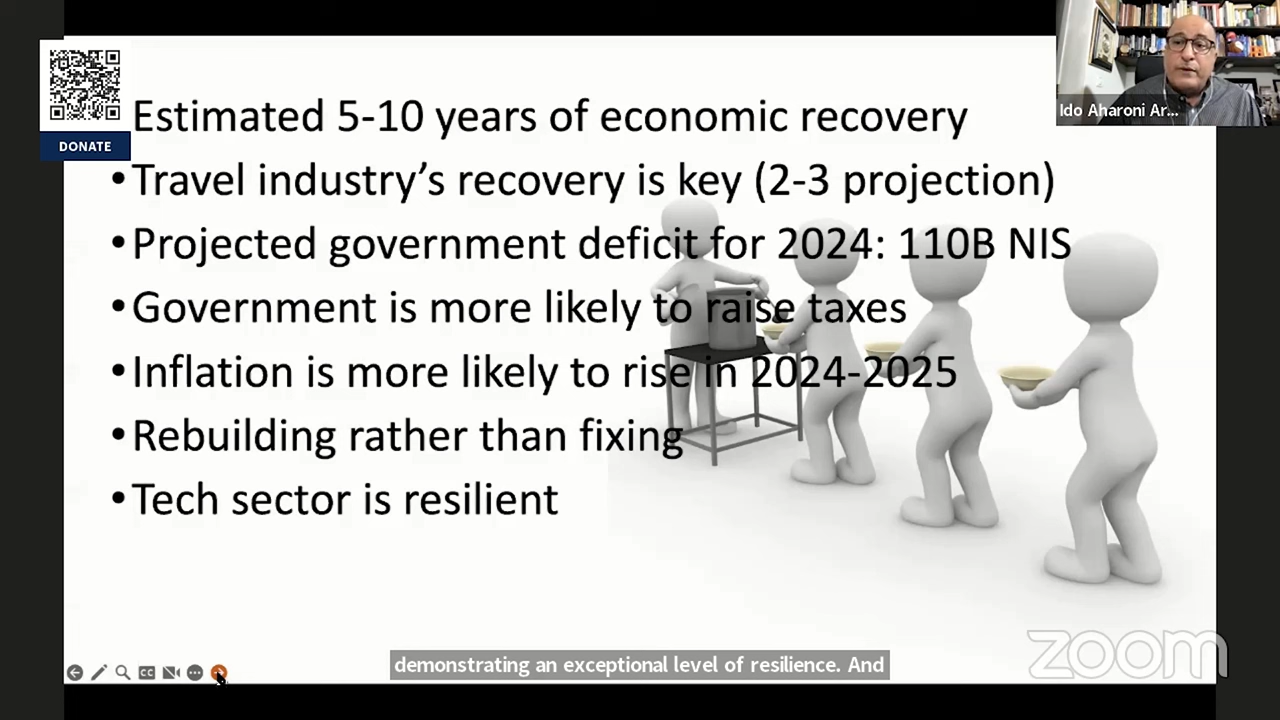 DONATE
Ido Aharoni Ar...
Estimated 5-10 years of economic recovery
•Travel industry’s recovery is key (2-3 projection)
•Projected government deficit for 2024: 110B NIS
•Government is more likely to raise taxes
•Inflation is more likely to rise in 2024-2025
•Rebuilding rather than fixing
•Tech sector is resilient
demonstrating an exceptional level of resilience. And
CC
zoom